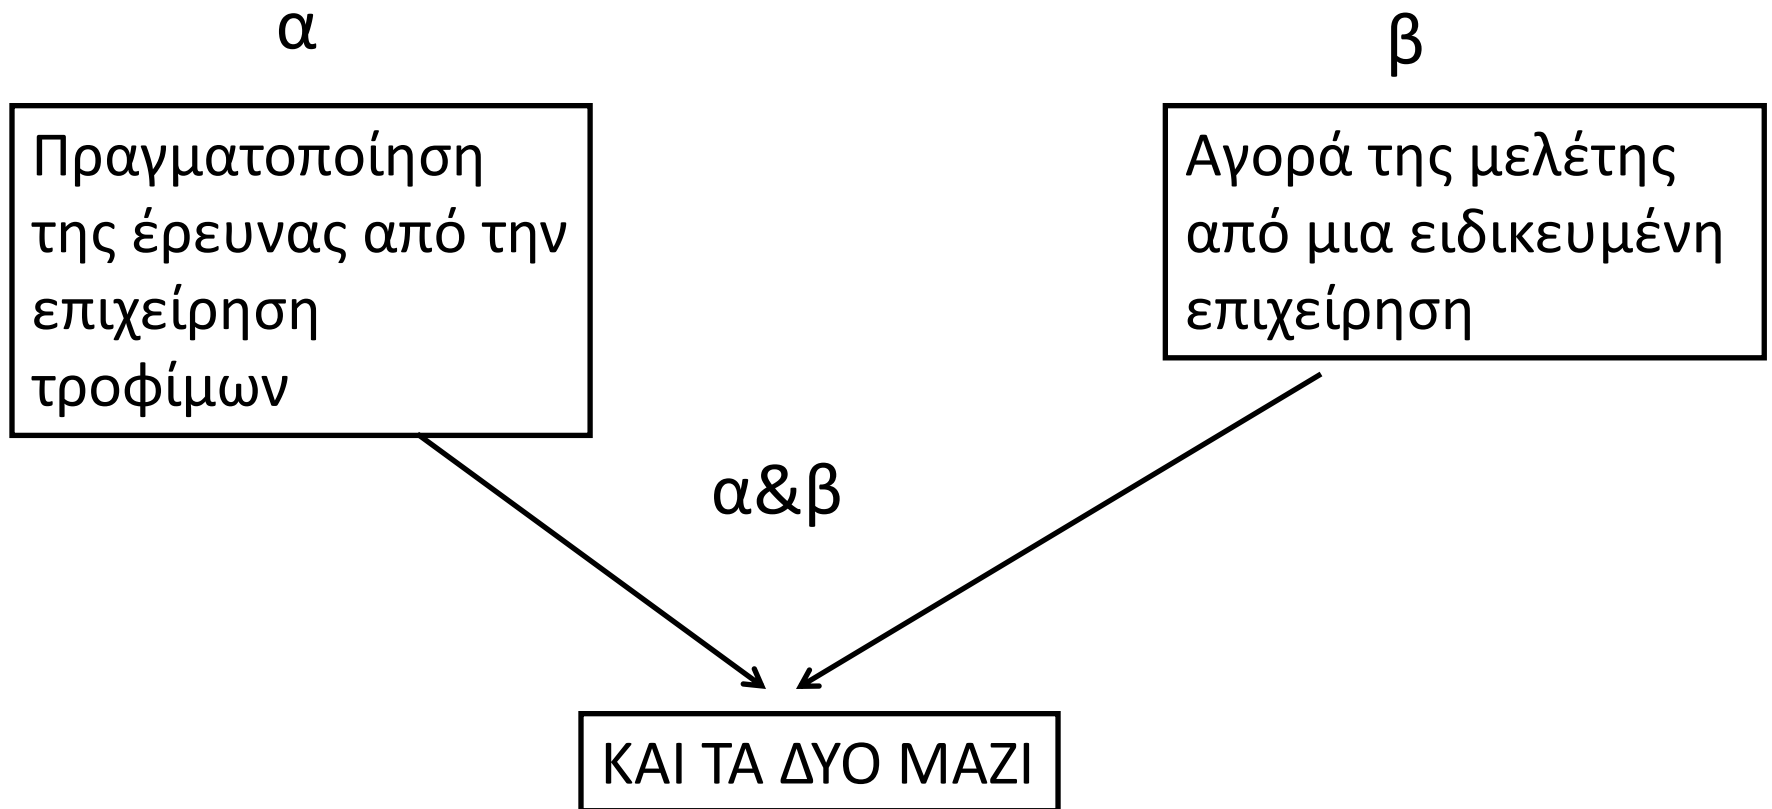 α
β
Πραγματοποίηση
της έρευνας από την
επιχείρηση
τροφίμων
Αγορά της μελέτης
από μια ειδικευμένη
επιχείρηση
α&β
ΚΑΙ ΤΑ ΔΥΟ ΜΑΖΙ